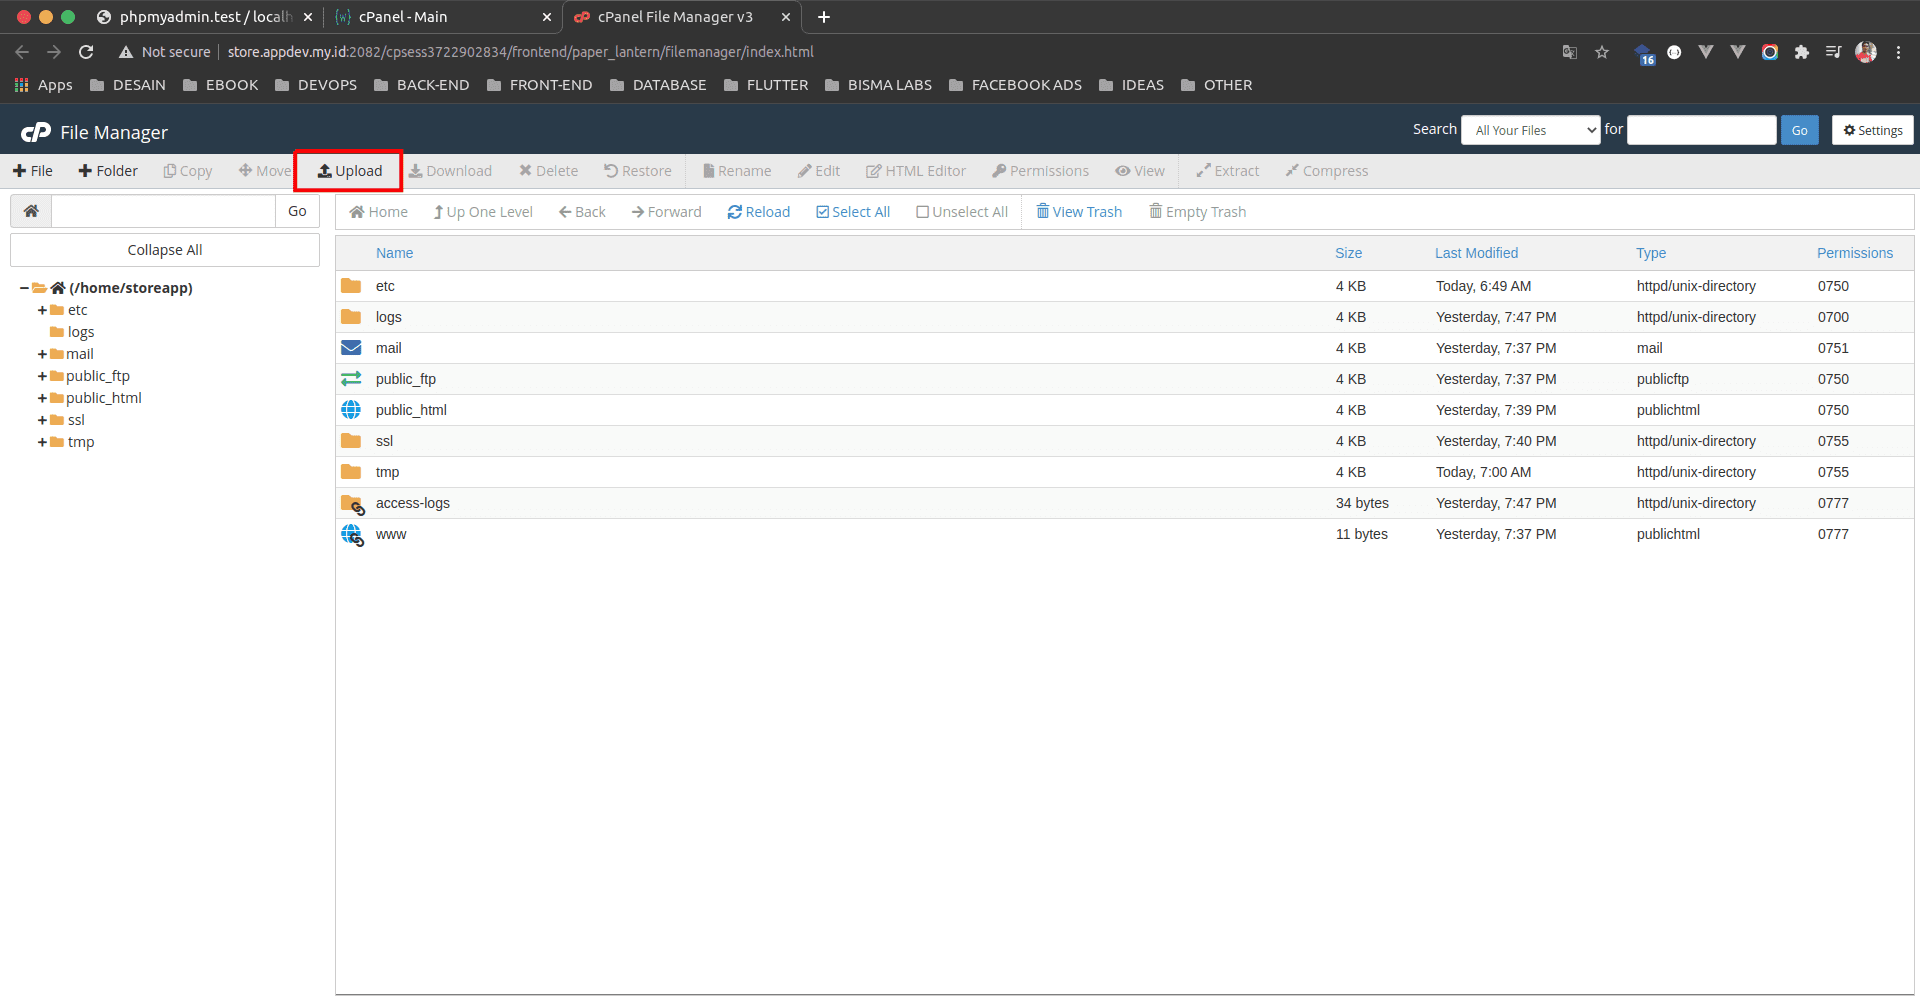 phpmyadmin.test / localh cPanel - Main cPanel File Manager v3
Not secure store.appdev.my.id:2082/cpsess3722902834/frontend/paper_lantern/filemanager/index.html 16
Apps DESAIN EBOOK DEVOPS BACK-END FRONT-END DATABASE FLUTTER BISMA LABS FACEBOOK ADS IDEAS OTHER
cP File Manager Search All Your Files for Go Settings
File Folder Copy Move Upload Download Delete Restore Rename Edit HTML Editor Permissions View Extract Compress
Go Home Up One Level Back Forward Reload Select All Unselect All View Trash Empty Trash
Collapse All
(/home/storeapp)
etc
logs
mail
public_ftp
public_html
ssl
tmp
Name Size Last Modified Type Permissions
etc 4 KB Today, 6:49 AM httpd/unix-directory 0750
logs 4 KB Yesterday, 7:47 PM httpd/unix-directory 0700
mail 4 KB Yesterday, 7:37 PM mail 0751
public_ftp 4 KB Yesterday, 7:37 PM publicftp 0750
public_html 4 KB Yesterday, 7:39 PM publichtml 0750
ssl 4 KB Yesterday, 7:40 PM httpd/unix-directory 0755
tmp 4 KB Today, 7:00 AM httpd/unix-directory 0755
access-logs 34 bytes Yesterday, 7:47 PM httpd/unix-directory 0777
www 11 bytes Yesterday, 7:37 PM publichtml 0777